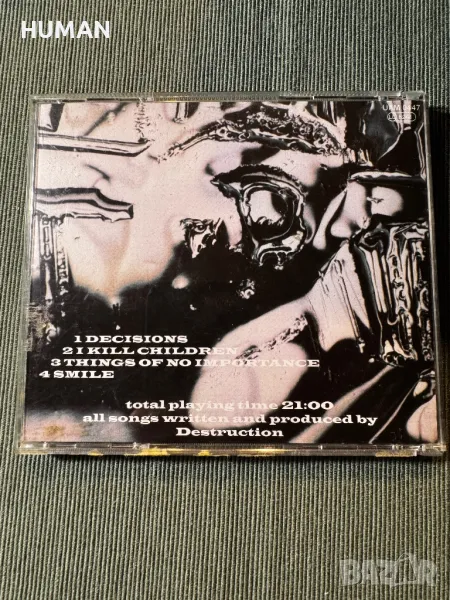 HUMAN
1 DECISIONS
2 I KILL CHILDREN
3 THINGS OF NO IMPORTANCE
4 SMILE
total playing time 21:00
all songs written and produced by
Destruction
BAZAR